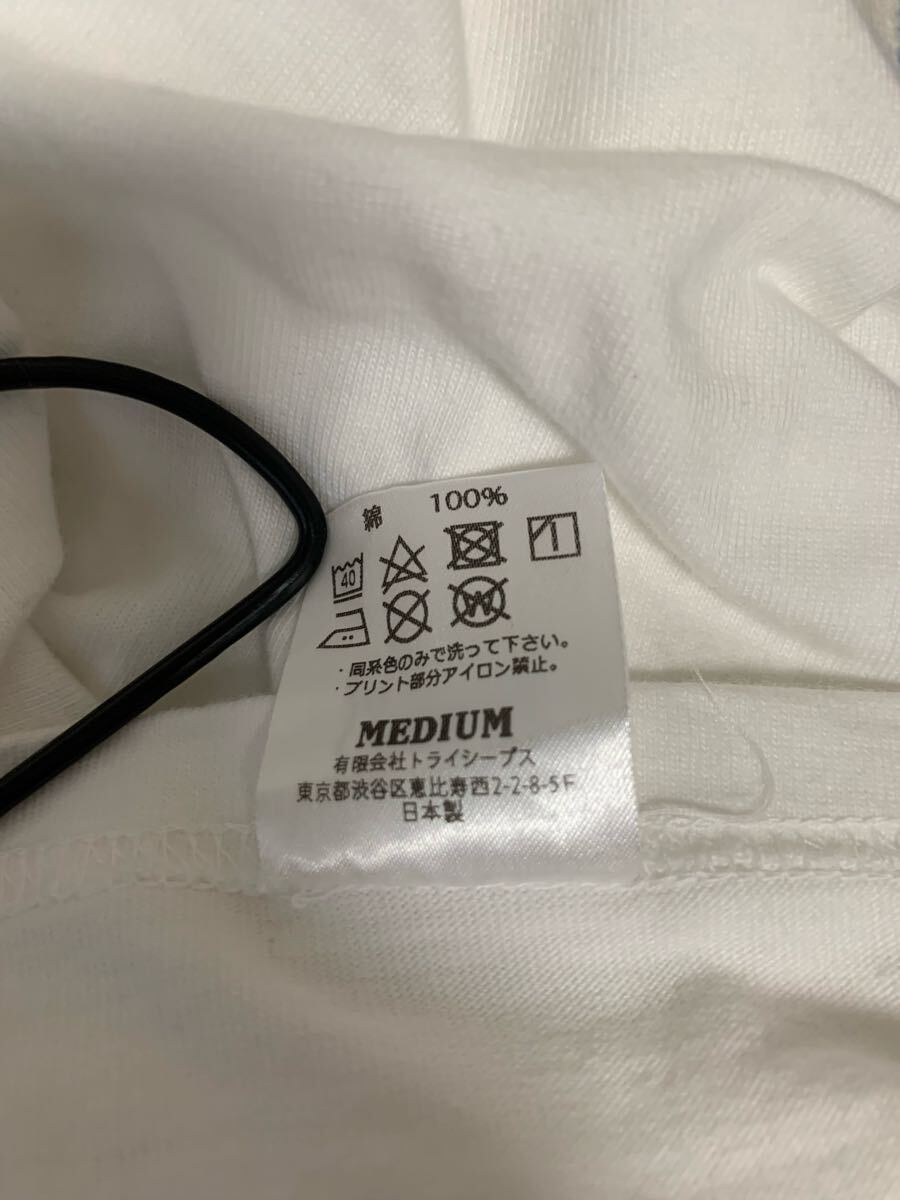 綿 100%
40
W
・同系色のみで洗って下さい。
・プリント部分アイロン禁止。
MEDIUM
有限会社トライシープス
東京都渋谷区恵比寿西2-2-8-5F
日本製